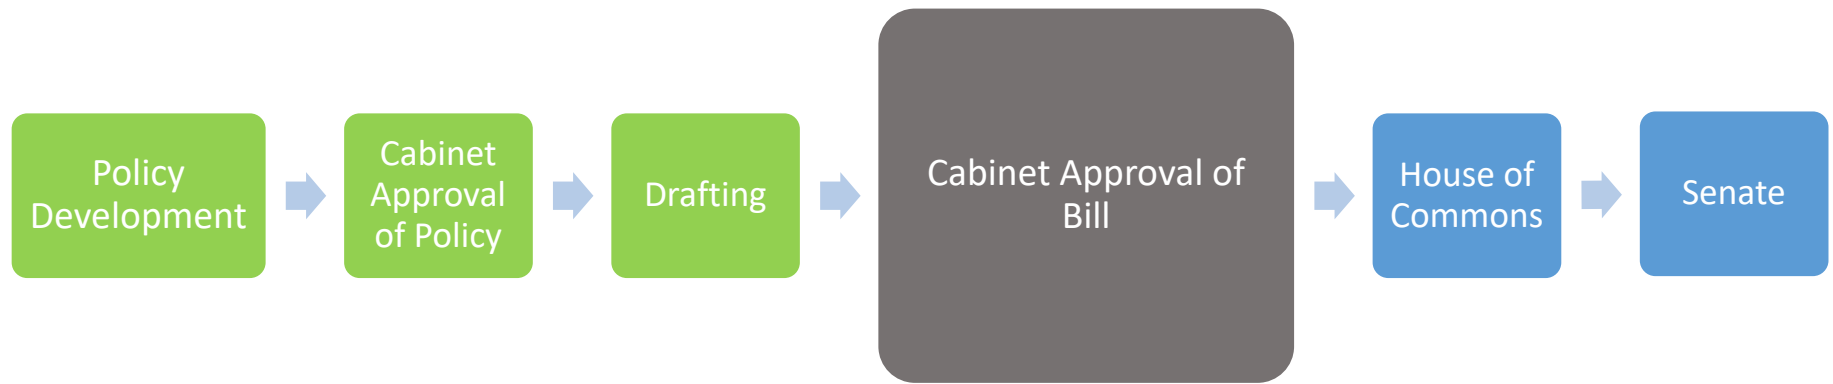 Policy
Development
Cabinet
Approval
of Policy
Drafting
Cabinet Approval of
Bill
House of
Commons
Senate